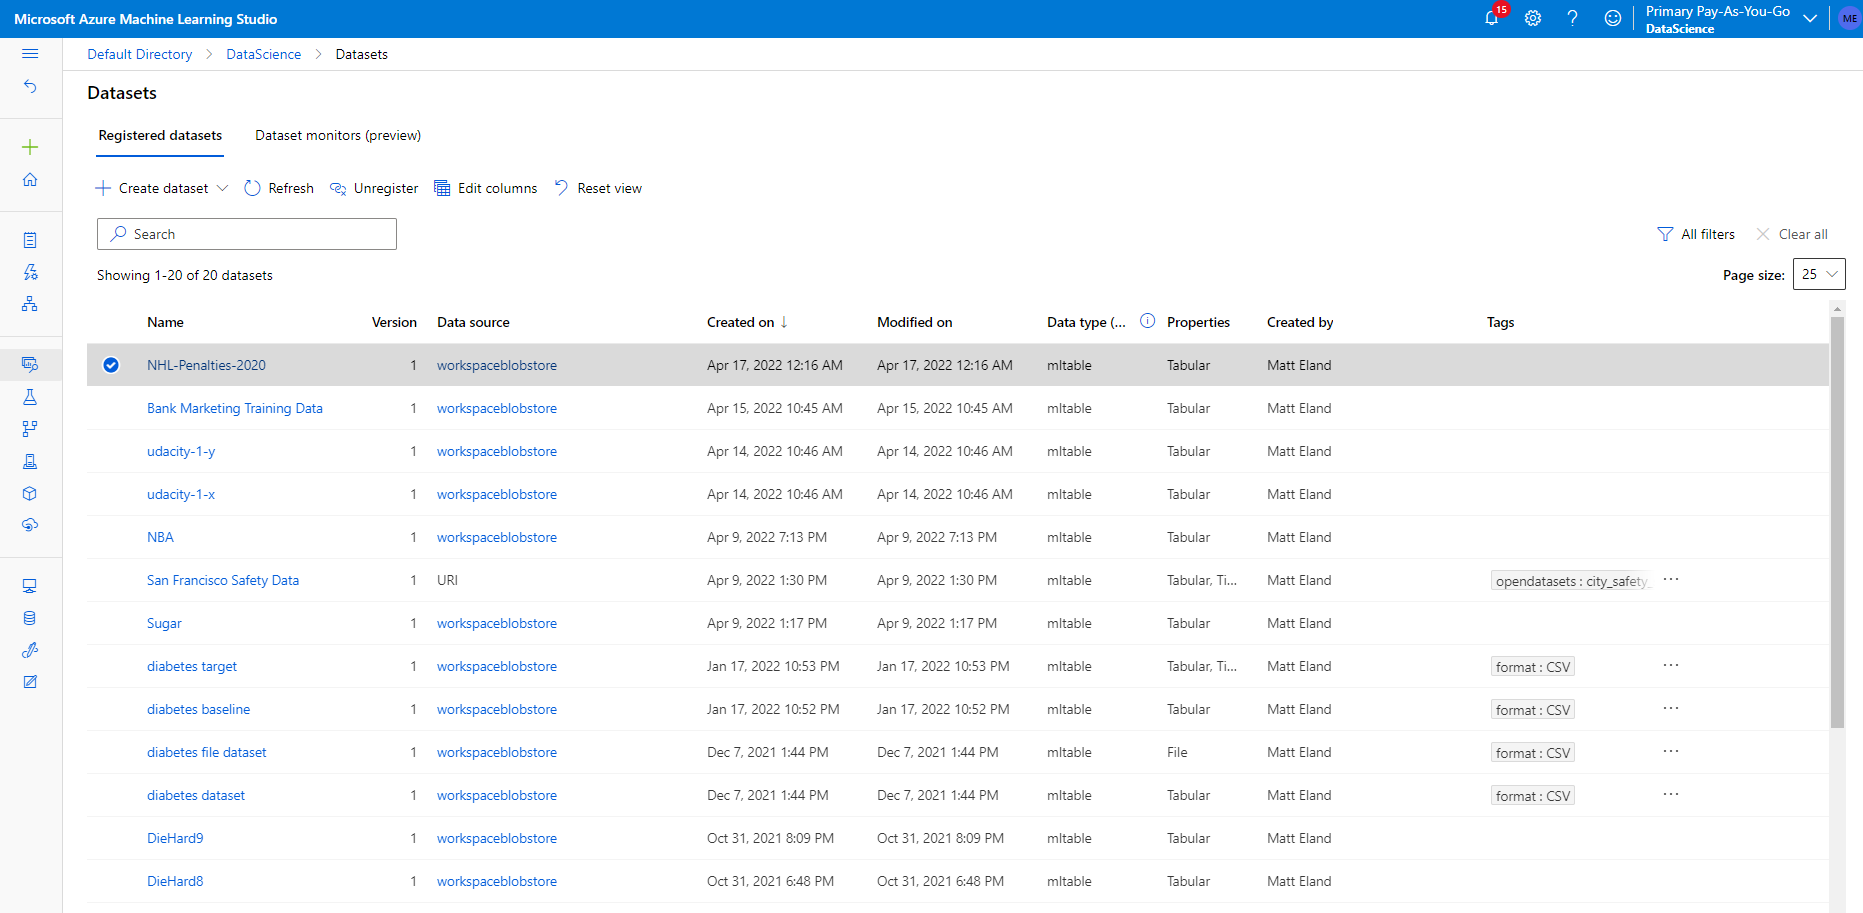 Microsoft Azure Machine Learning Studio
15
Primary Pay-As-You-Go
DataScience
ME
Default Directory > DataScience > Datasets
Datasets
Registered datasets Dataset monitors (preview)
Create dataset Refresh Unregister Edit columns Reset view
Search
All filters Clear all
Showing 1-20 of 20 datasets
Page size: 25
Name Version Data source Created on ↓ Modified on Data type (... Properties Created by Tags
NHL-Penalties-2020 1 workspaceblobstore Apr 17, 2022 12:16 AM Apr 17, 2022 12:16 AM mltable Tabular Matt Eland
Bank Marketing Training Data 1 workspaceblobstore Apr 15, 2022 10:45 AM Apr 15, 2022 10:45 AM mltable Tabular Matt Eland
udacity-1-y 1 workspaceblobstore Apr 14, 2022 10:46 AM Apr 14, 2022 10:46 AM mltable Tabular Matt Eland
udacity-1-x 1 workspaceblobstore Apr 14, 2022 10:46 AM Apr 14, 2022 10:46 AM mltable Tabular Matt Eland
NBA 1 workspaceblobstore Apr 9, 2022 7:13 PM Apr 9, 2022 7:13 PM mltable Tabular Matt Eland
San Francisco Safety Data 1 URI Apr 9, 2022 1:30 PM Apr 9, 2022 1:30 PM mltable Tabular, Ti... Matt Eland opendatasets : city_safety_ ...
Sugar 1 workspaceblobstore Apr 9, 2022 1:17 PM Apr 9, 2022 1:17 PM mltable Tabular Matt Eland
diabetes target 1 workspaceblobstore Jan 17, 2022 10:53 PM Jan 17, 2022 10:53 PM mltable Tabular, Ti... Matt Eland format : CSV ...
diabetes baseline 1 workspaceblobstore Jan 17, 2022 10:52 PM Jan 17, 2022 10:52 PM mltable Tabular Matt Eland format : CSV ...
diabetes file dataset 1 workspaceblobstore Dec 7, 2021 1:44 PM Dec 7, 2021 1:44 PM mltable File Matt Eland format : CSV ...
diabetes dataset 1 workspaceblobstore Dec 7, 2021 1:44 PM Dec 7, 2021 1:44 PM mltable Tabular Matt Eland format : CSV ...
DieHard9 1 workspaceblobstore Oct 31, 2021 8:09 PM Oct 31, 2021 8:09 PM mltable Tabular Matt Eland
DieHard8 1 workspaceblobstore Oct 31, 2021 6:48 PM Oct 31, 2021 6:48 PM mltable Tabular Matt Eland